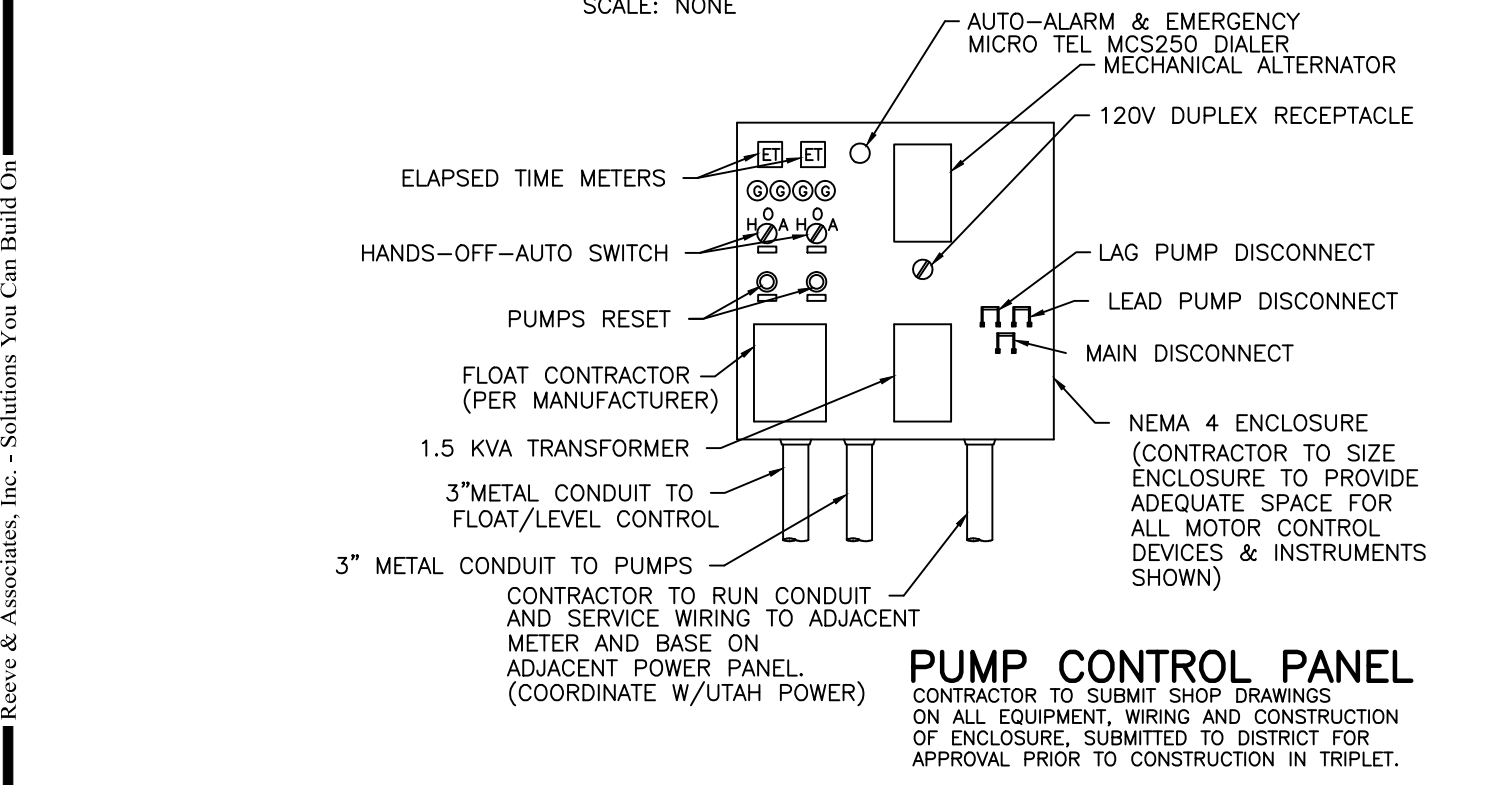 SCALE: NONE
AUTO-ALARM & EMERGENCY
MICRO TEL MCS250 DIALER
MECHANICAL ALTERNATOR
120V DUPLEX RECEPTACLE
ET ET
ELAPSED TIME METERS
G G G G
O O
H A H A
HANDS-OFF-AUTO SWITCH
LAG PUMP DISCONNECT
LEAD PUMP DISCONNECT
PUMPS RESET
MAIN DISCONNECT
FLOAT CONTRACTOR
(PER MANUFACTURER)
1.5 KVA TRANSFORMER
3"METAL CONDUIT TO
FLOAT/LEVEL CONTROL
3" METAL CONDUIT TO PUMPS
CONTRACTOR TO RUN CONDUIT
AND SERVICE WIRING TO ADJACENT
METER AND BASE ON
ADJACENT POWER PANEL.
(COORDINATE W/UTAH POWER)
NEMA 4 ENCLOSURE
(CONTRACTOR TO SIZE
ENCLOSURE TO PROVIDE
ADEQUATE SPACE FOR
ALL MOTOR CONTROL
DEVICES & INSTRUMENTS
SHOWN)
PUMP CONTROL PANEL
CONTRACTOR TO SUBMIT SHOP DRAWINGS
ON ALL EQUIPMENT, WIRING AND CONSTRUCTION
OF ENCLOSURE, SUBMITTED TO DISTRICT FOR
APPROVAL PRIOR TO CONSTRUCTION IN TRIPLET.
Reeve & Associates, Inc. - Solutions You Can Build On